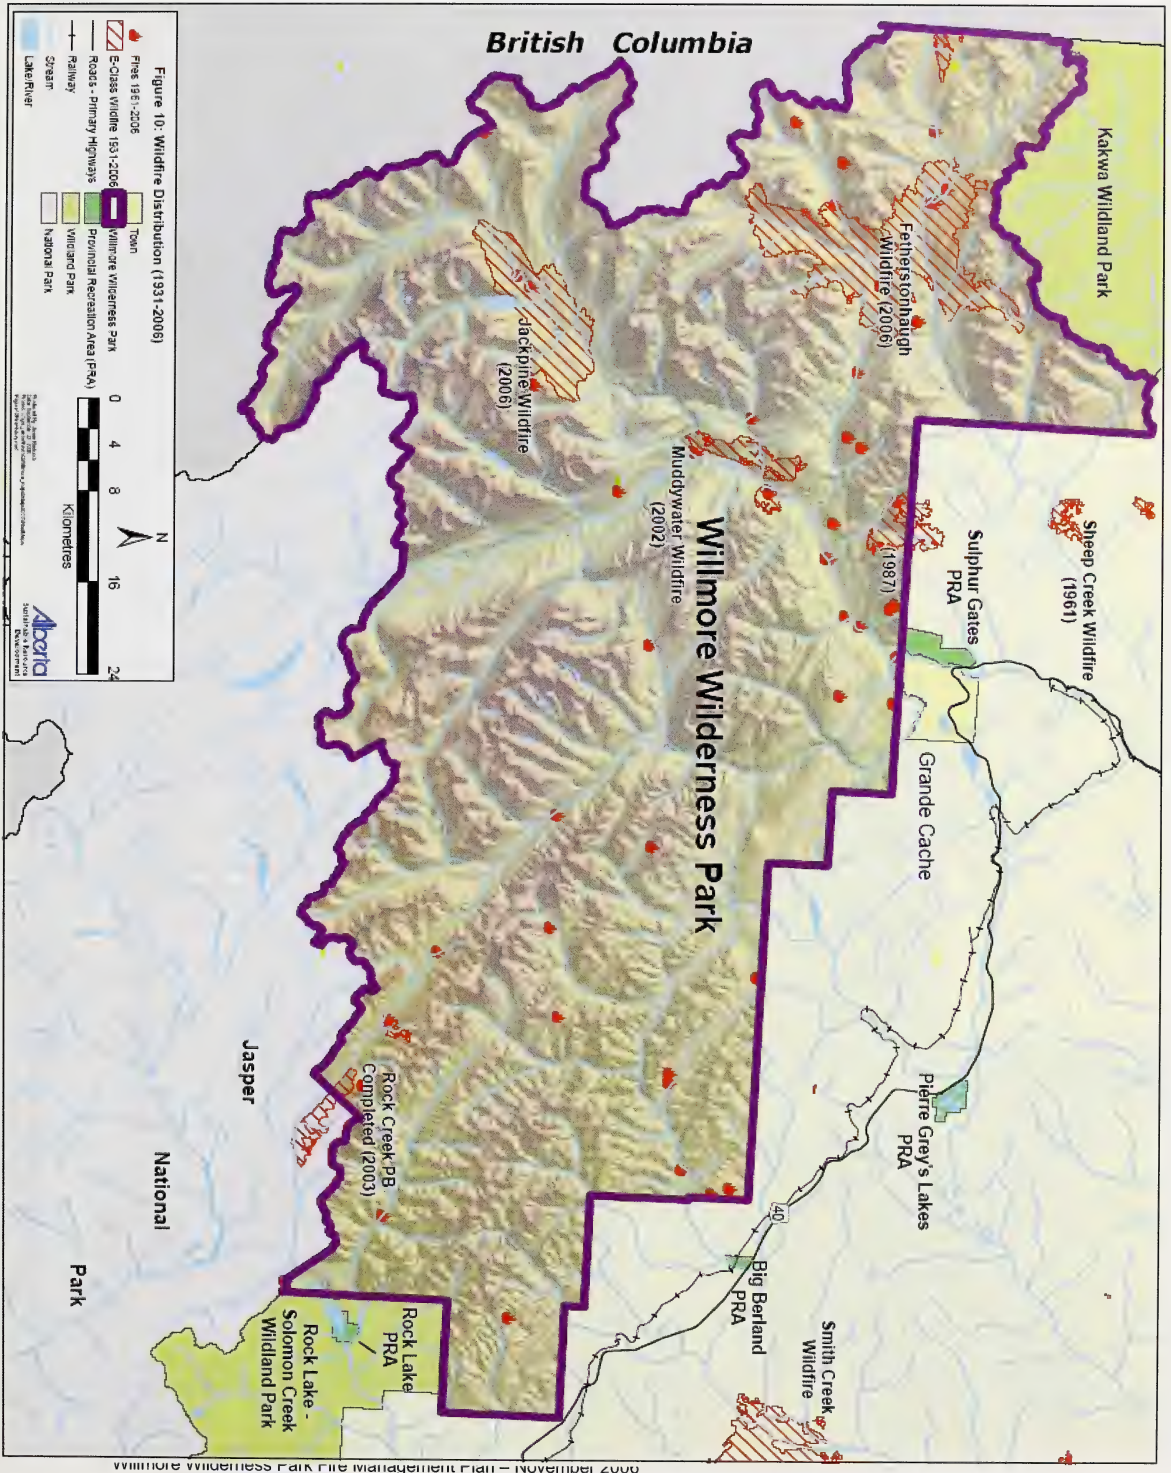 British Columbia
Kakwa Wildland Park
Fetherstonhaugh
Wildfire (2006)
Jackpine Wildfire
(2006)
Muddywater Wildfire
(2002)
Willmore Wilderness Park
(1987)
Sulphur Gates
PRA
Sheep Creek Wildfire
(1961)
Grande Cache
Pierre Grey's Lakes
PRA
40
Big Berland
PRA
Smith Creek
Wildfire
Rock Creek PB
Completed (2003)
Rock Lake
PRA
Rock Lake -
Solomon Creek
Wildland Park
Jasper
National
Park
Figure 10: Wildfire Distribution (1931-2006)
Fires 1961-2006
E-Class Wildfire 1931-2006
Roads - Primary Highways
Railway
Stream
Lake/River
Town
Willmore Wilderness Park
Provincial Recreation Area (PRA)
Wildland Park
National Park
0 4 8 16 24
Kilometres
N
Alberta
Sustainable Resource
Development
Willmore Wilderness Park Fire Management Plan – November 2006